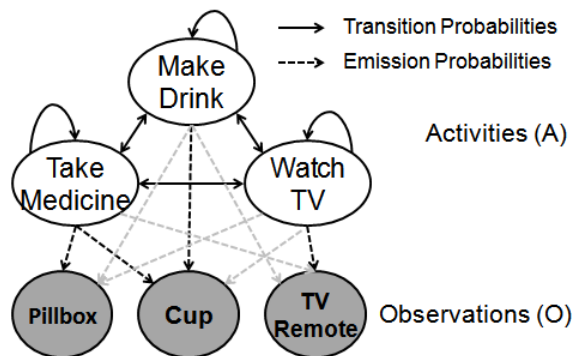 Transition Probabilities
Emission Probabilities
Make
Drink
Activities (A)
Take
Medicine
Watch
TV
Pillbox
Cup
TV
Remote
Observations (O)